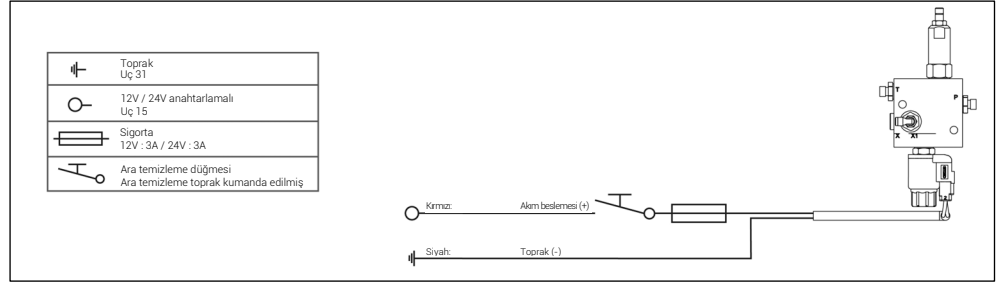 Toprak
Uç 31
12V / 24V anahtarlamalı
Uç 15
Sigorta
12V : 3A / 24V : 3A
Ara temizleme düğmesi
Ara temizleme toprak kumanda edilmiş
T
P
X X1
Kırmızı: Akım beslemesi (+)
Siyah: Toprak (-)